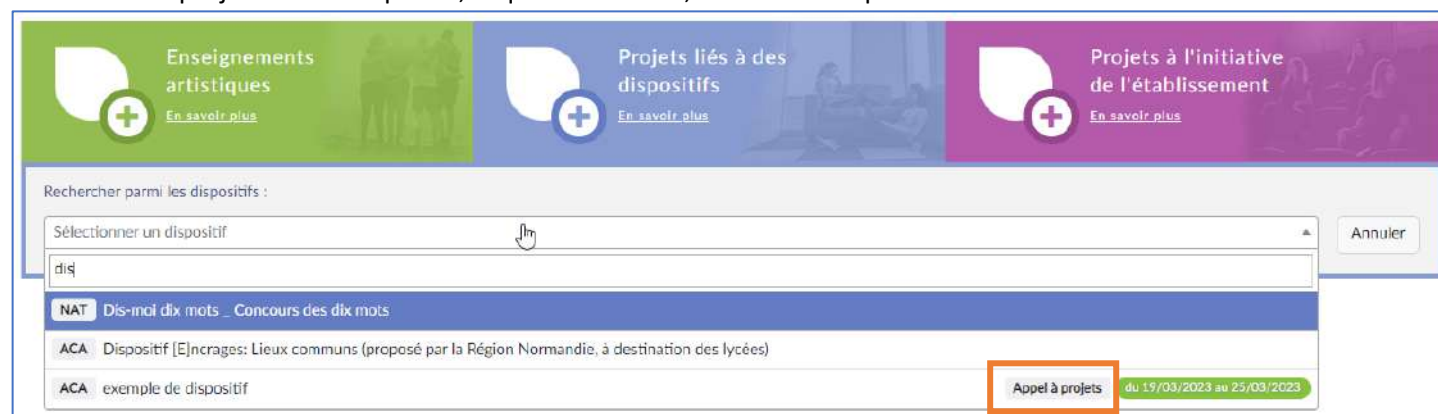 Enseignements
artistiques
En savoir plus
Projets liés à des
dispositifs
En savoir plus
Projets à l'initiative
de l'établissement
En savoir plus
Rechercher parmi les dispositifs :
Sélectionner un dispositif
Annuler
dis
NAT Dis-moi dix mots _ Concours des dix mots
ACA Dispositif [E]ncrages: Lieux communs (proposé par la Région Normandie, à destination des lycées)
ACA exemple de dispositif Appel à projets du 19/03/2023 au 25/03/2023